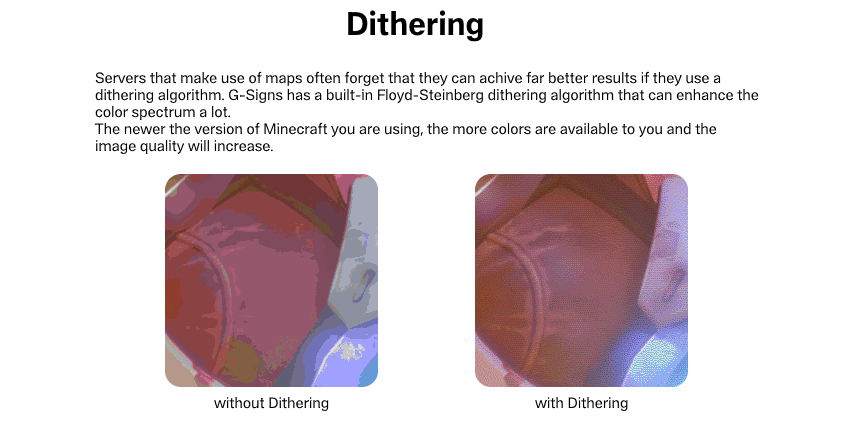 Dithering
Servers that make use of maps often forget that they can achive far better results if they use a
dithering algorithm. G-Signs has a built-in Floyd-Steinberg dithering algorithm that can enhance the
color spectrum a lot.
The newer the version of Minecraft you are using, the more colors are available to you and the
image quality will increase.
without Dithering
with Dithering